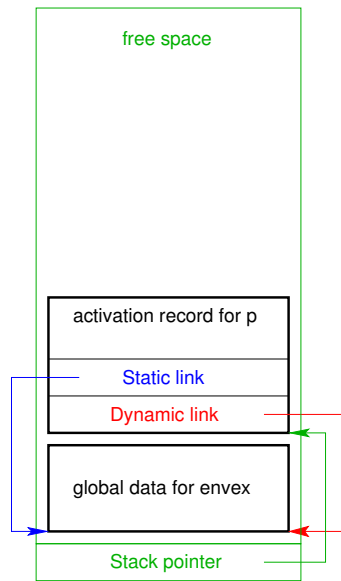 free space
activation record for p
Static link
Dynamic link
global data for envex
Stack pointer